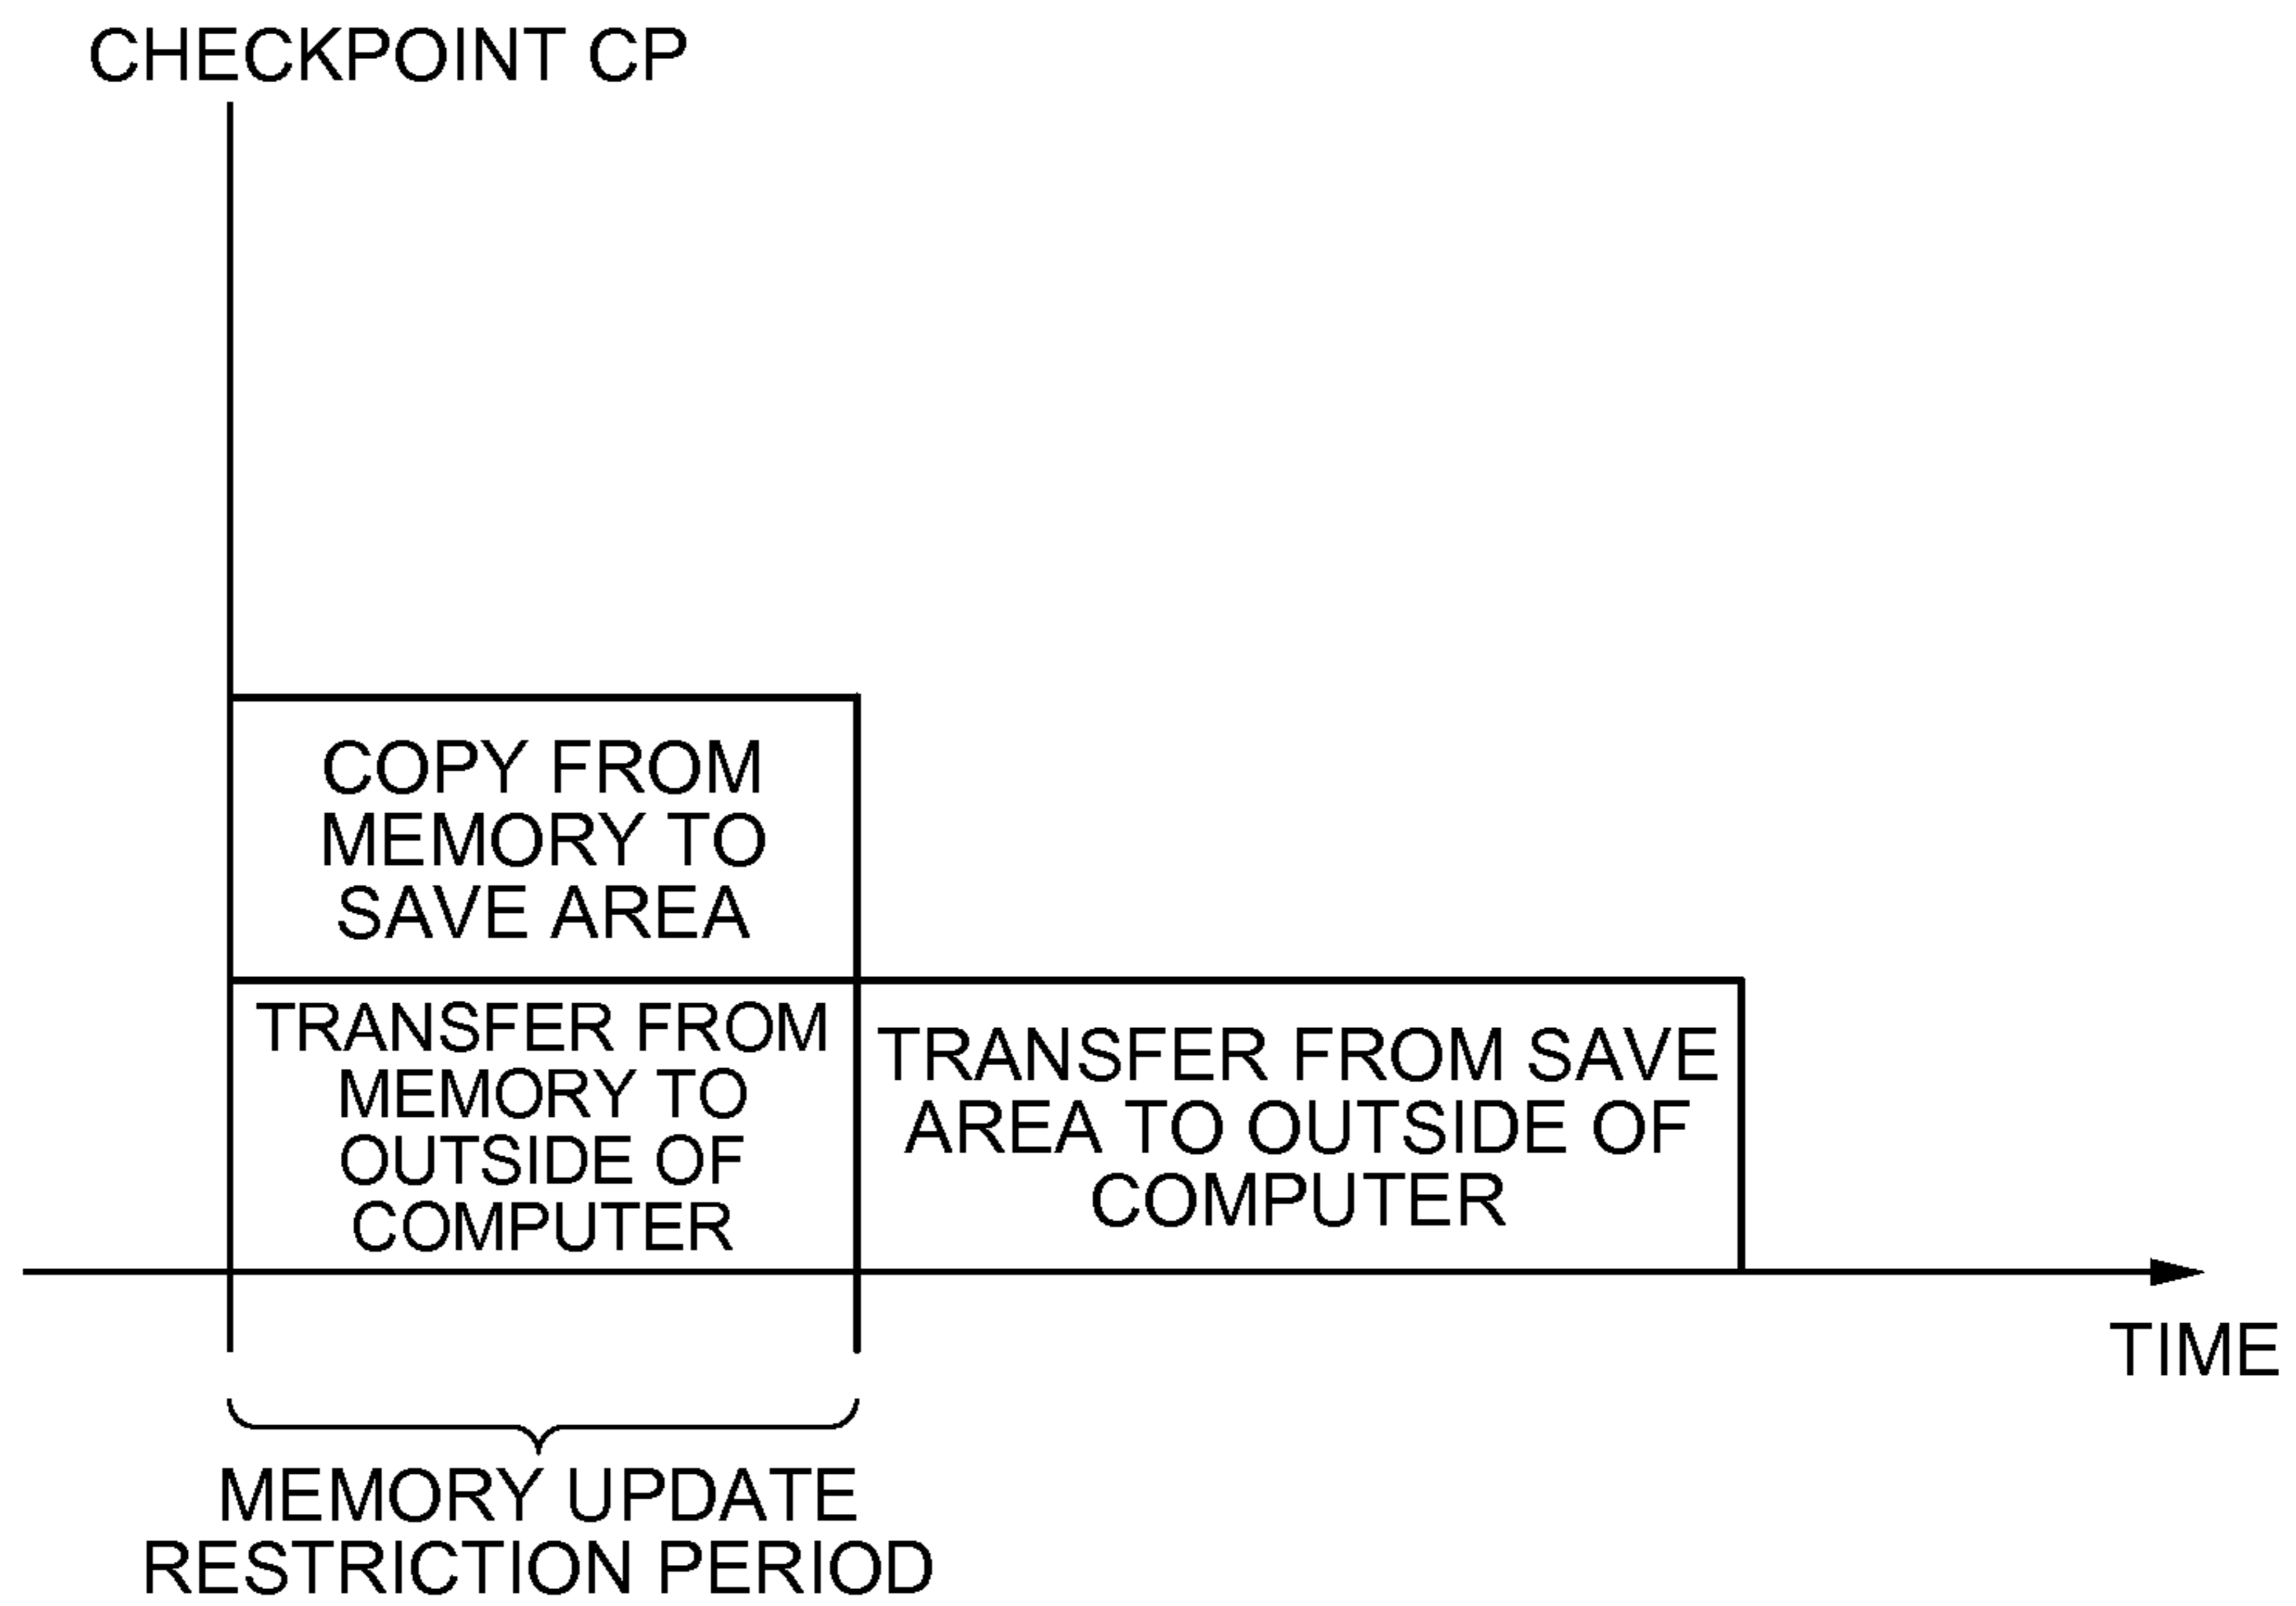 CHECKPOINT CP
COPY FROM
MEMORY TO
SAVE AREA
TRANSFER FROM
MEMORY TO
OUTSIDE OF
COMPUTER
TRANSFER FROM SAVE
AREA TO OUTSIDE OF
COMPUTER
TIME
MEMORY UPDATE
RESTRICTION PERIOD